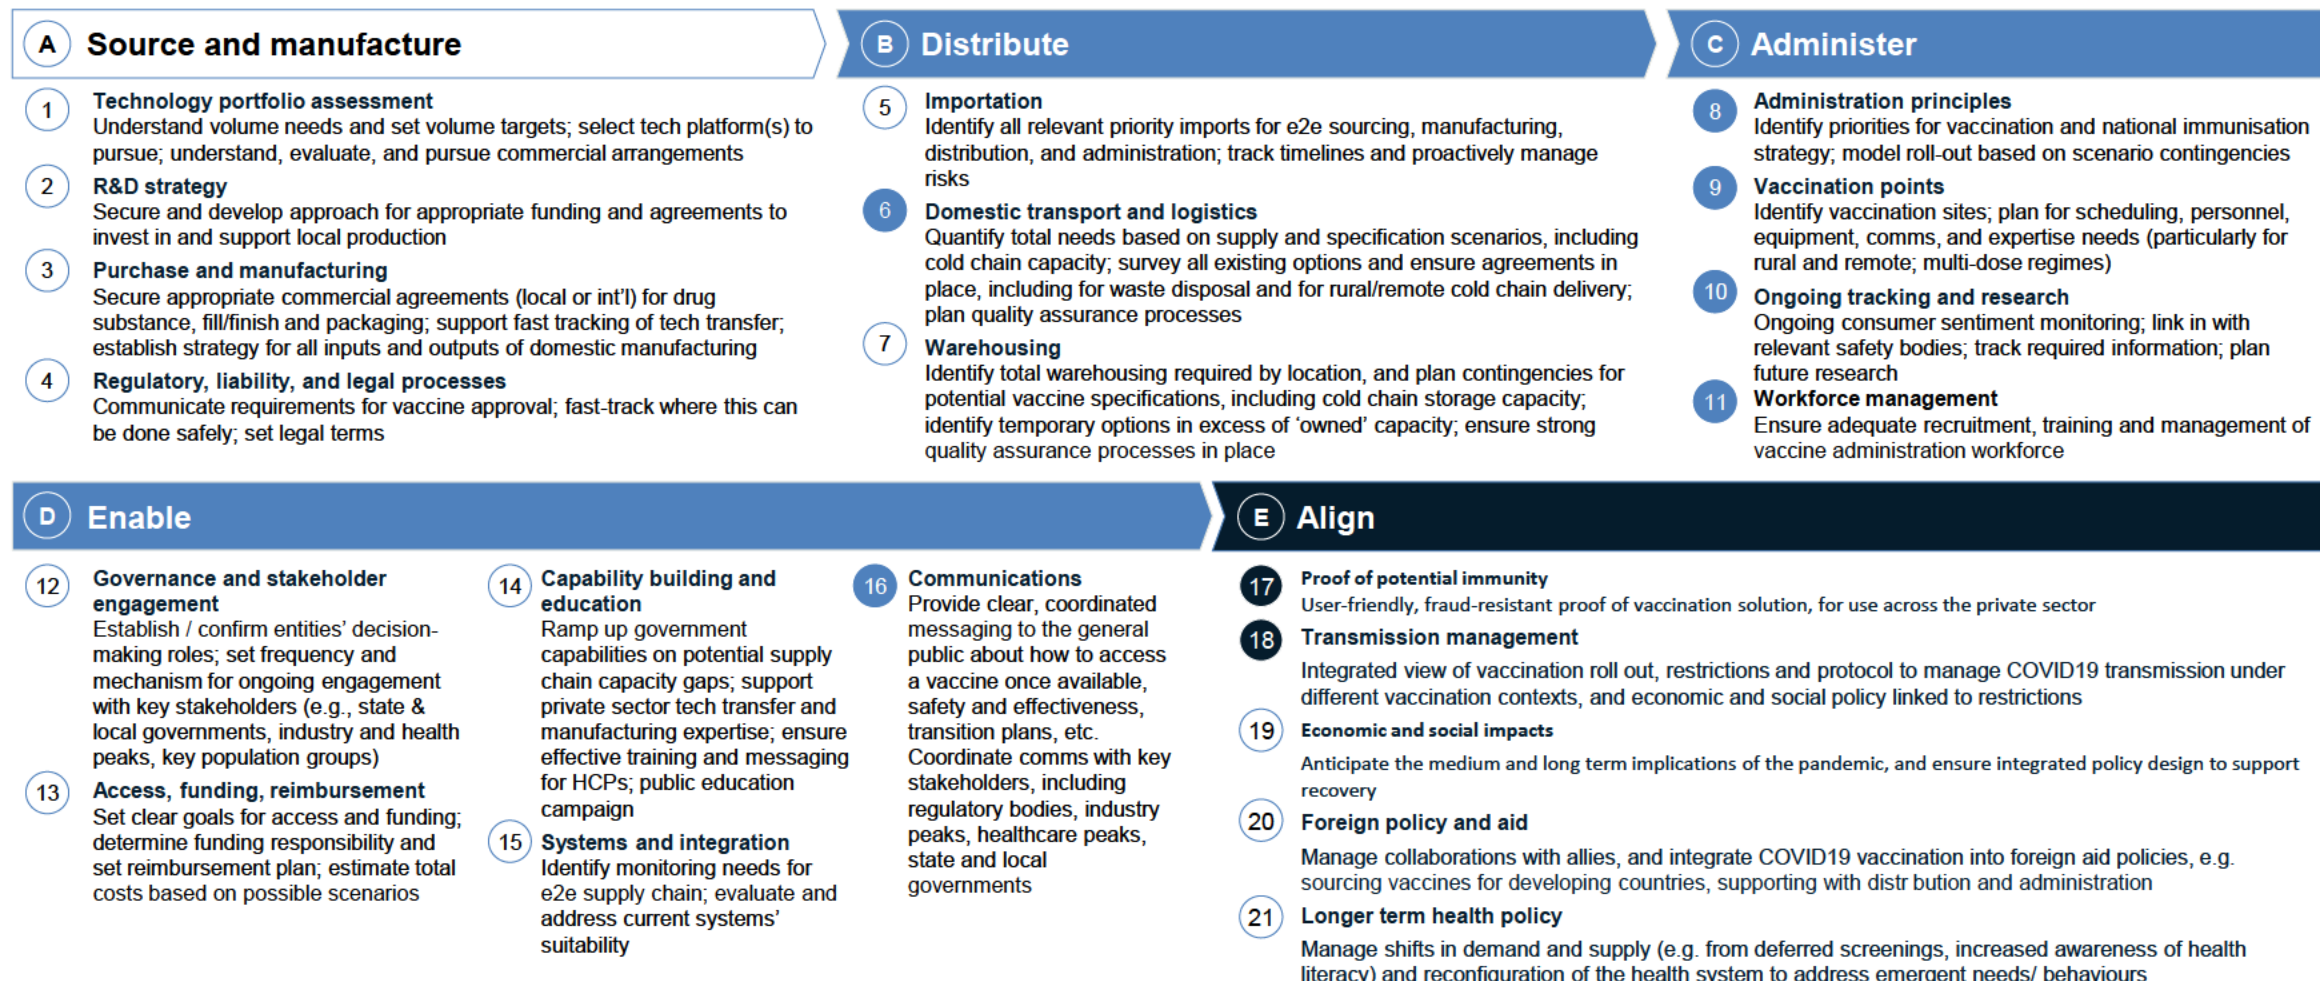 A Source and manufacture
1 Technology portfolio assessment
Understand volume needs and set volume targets; select tech platform(s) to
pursue; understand, evaluate, and pursue commercial arrangements
2 R&D strategy
Secure and develop approach for appropriate funding and agreements to
invest in and support local production
3 Purchase and manufacturing
Secure appropriate commercial agreements (local or int'l) for drug
substance, fill/finish and packaging; support fast tracking of tech transfer;
establish strategy for all inputs and outputs of domestic manufacturing
4 Regulatory, liability, and legal processes
Communicate requirements for vaccine approval; fast-track where this can
be done safely; set legal terms
B Distribute
5 Importation
Identify all relevant priority imports for e2e sourcing, manufacturing,
distribution, and administration; track timelines and proactively manage
risks
6 Domestic transport and logistics
Quantify total needs based on supply and specification scenarios, including
cold chain capacity; survey all existing options and ensure agreements in
place, including for waste disposal and for rural/remote cold chain delivery;
plan quality assurance processes
7 Warehousing
Identify total warehousing required by location, and plan contingencies for
potential vaccine specifications, including cold chain storage capacity;
identify temporary options in excess of 'owned' capacity; ensure strong
quality assurance processes in place
C Administer
8 Administration principles
Identify priorities for vaccination and national immunisation
strategy; model roll-out based on scenario contingencies
9 Vaccination points
Identify vaccination sites; plan for scheduling, personnel,
equipment, comms, and expertise needs (particularly for
rural and remote; multi-dose regimes)
10 Ongoing tracking and research
Ongoing consumer sentiment monitoring; link in with
relevant safety bodies; track required information; plan
future research
11 Workforce management
Ensure adequate recruitment, training and management of
vaccine administration workforce
D Enable
12 Governance and stakeholder
engagement
Establish / confirm entities' decision-
making roles; set frequency and
mechanism for ongoing engagement
with key stakeholders (e.g., state &
local governments, industry and health
peaks, key population groups)
13 Access, funding, reimbursement
Set clear goals for access and funding;
determine funding responsibility and
set reimbursement plan; estimate total
costs based on possible scenarios
14 Capability building and
education
Ramp up government
capabilities on potential supply
chain capacity gaps; support
private sector tech transfer and
manufacturing expertise; ensure
effective training and messaging
for HCPs; public education
campaign
15 Systems and integration
Identify monitoring needs for
e2e supply chain; evaluate and
address current systems'
suitability
16 Communications
Provide clear, coordinated
messaging to the general
public about how to access
a vaccine once available,
safety and effectiveness,
transition plans, etc.
Coordinate comms with key
stakeholders, including
regulatory bodies, industry
peaks, healthcare peaks,
state and local
governments
E Align
17 Proof of potential immunity
User-friendly, fraud-resistant proof of vaccination solution, for use across the private sector
18 Transmission management
Integrated view of vaccination roll out, restrictions and protocol to manage COVID19 transmission under
different vaccination contexts, and economic and social policy linked to restrictions
19 Economic and social impacts
Anticipate the medium and long term implications of the pandemic, and ensure integrated policy design to support
recovery
20 Foreign policy and aid
Manage collaborations with allies, and integrate COVID19 vaccination into foreign aid policies, e.g.
sourcing vaccines for developing countries, supporting with distr bution and administration
21 Longer term health policy
Manage shifts in demand and supply (e.g. from deferred screenings, increased awareness of health
literacy) and reconfiguration of the health system to address emergent needs/ behaviours